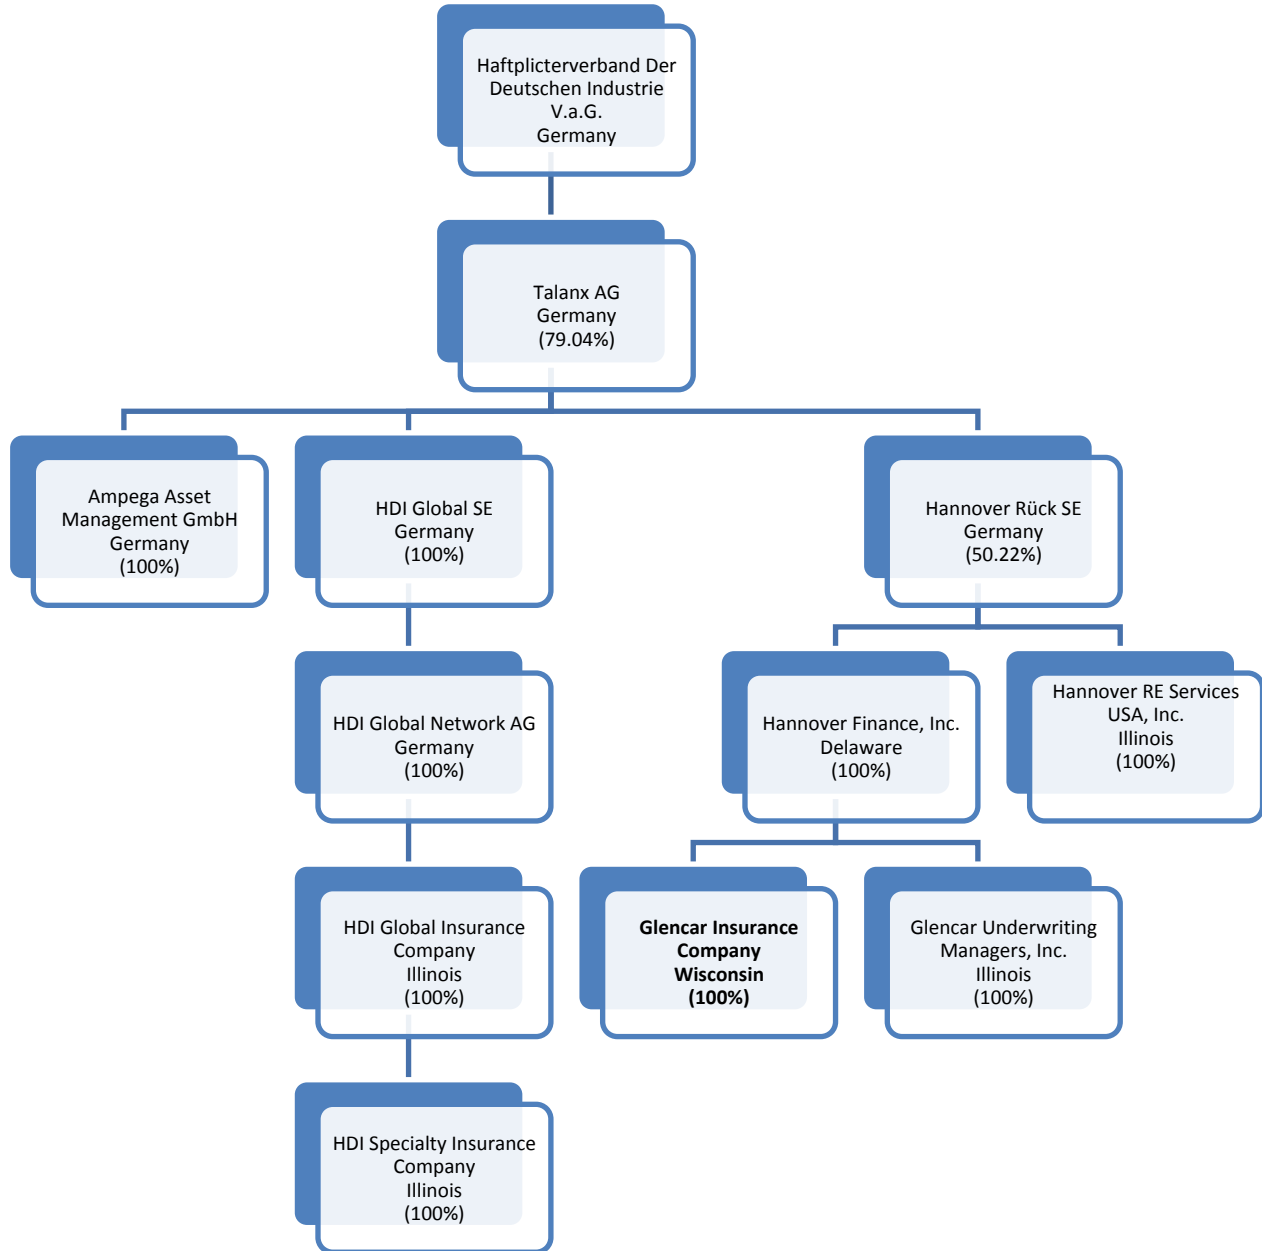 Haftplicterverband Der
Deutschen Industrie
V.a.G.
Germany
Talanx AG
Germany
(79.04%)
Ampega Asset
Management GmbH
Germany
(100%)
HDI Global SE
Germany
(100%)
Hannover Rück SE
Germany
(50.22%)
HDI Global Network AG
Germany
(100%)
Hannover Finance, Inc.
Delaware
(100%)
Hannover RE Services
USA, Inc.
Illinois
(100%)
HDI Global Insurance
Company
Illinois
(100%)
Glencar Insurance
Company
Wisconsin
(100%)
Glencar Underwriting
Managers, Inc.
Illinois
(100%)
HDI Specialty Insurance
Company
Illinois
(100%)